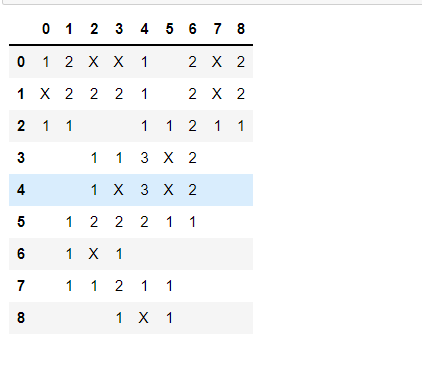 0 1 2 3 4 5 6 7 8
0 1 2 X X 1 2 X 2
1 X 2 2 2 1 2 X 2
2 1 1 1 1 2 1 1
3 1 1 3 X 2
4 1 X 3 X 2
5 1 2 2 2 1 1
6 1 X 1
7 1 1 2 1 1
8 1 X 1